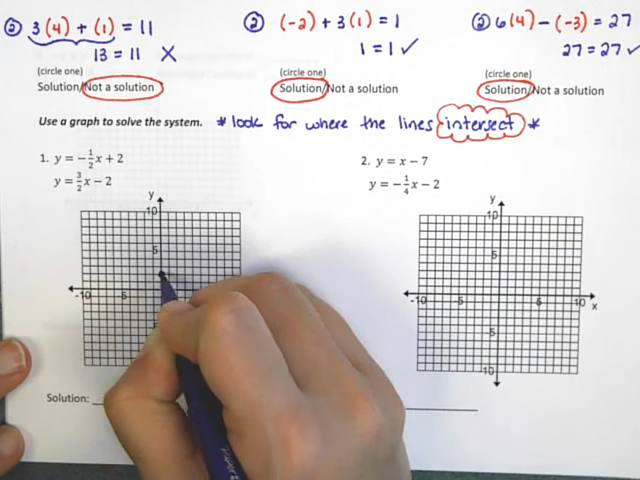 ② 3(4) + (1) = 11
13 = 11 X
(circle one)
Solution/Not a solution
② (-2) + 3(1) = 1
1 = 1 ✓
(circle one)
Solution/Not a solution
② 6(4) - (-3) = 27
27 = 27 ✓
(circle one)
Solution/Not a solution
Use a graph to solve the system. * look for where the lines intersect *
1. y = -1/2x + 2
y = 3/2x - 2
y
10
5
-10
5
Solution:
2. y = x - 7
y = -1/4x - 2
y
10
5
-10
5
5
10
x
-5
10